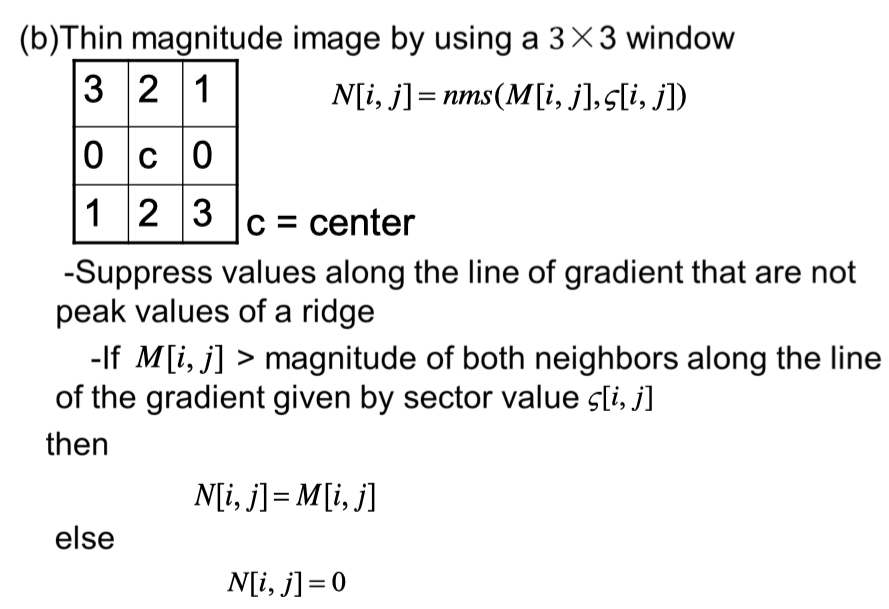 (b)Thin magnitude image by using a 3×3 window
3 2 1
N[i, j] = nms(M[i, j],ς[i, j])
0 c 0
1 2 3
c = center
-Suppress values along the line of gradient that are not
peak values of a ridge
-If M[i, j] > magnitude of both neighbors along the line
of the gradient given by sector value ς[i, j]
then
N[i, j] = M[i, j]
else
N[i, j] = 0